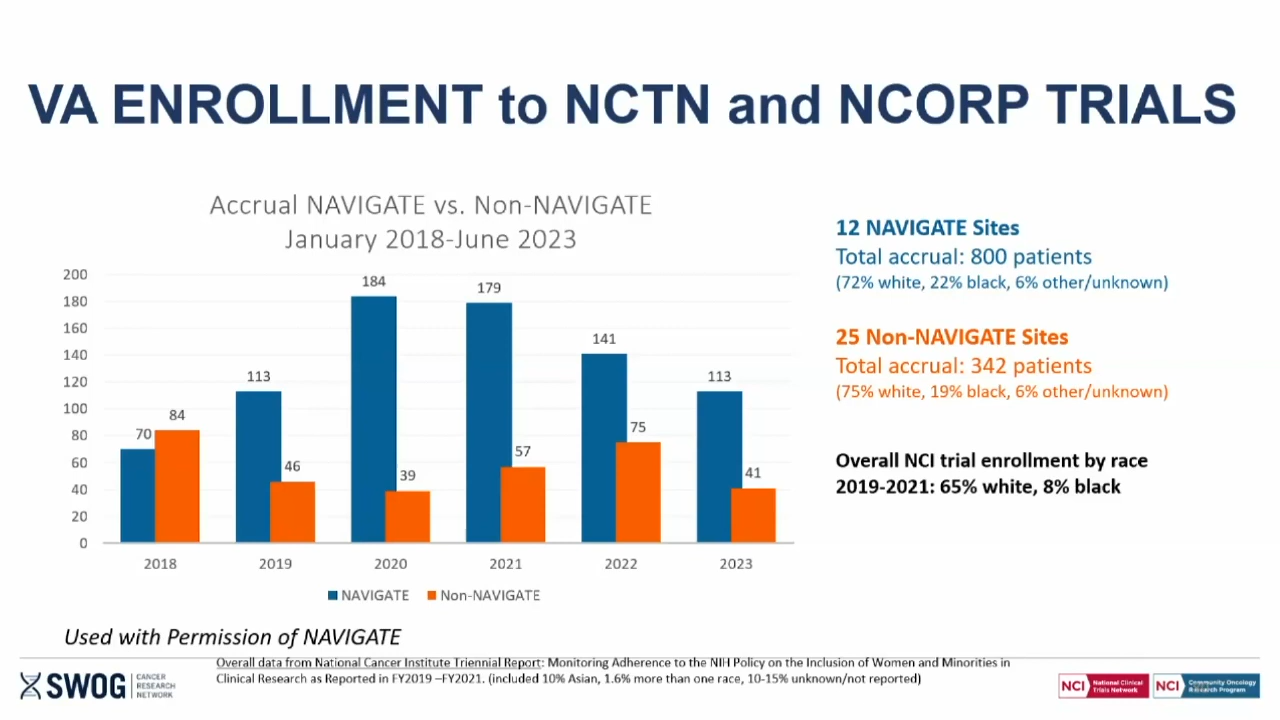 VA ENROLLMENT to NCTN and NCORP TRIALS
Accrual NAVIGATE vs. Non-NAVIGATE
January 2018-June 2023
200
180
160
140
120
100
80
60
40
20
0
70
84
113
46
184
39
179
57
141
75
113
41
2018
2019
2020
2021
2022
2023
NAVIGATE
Non-NAVIGATE
12 NAVIGATE Sites
Total accrual: 800 patients
(72% white, 22% black, 6% other/unknown)
25 Non-NAVIGATE Sites
Total accrual: 342 patients
(75% white, 19% black, 6% other/unknown)
Overall NCI trial enrollment by race
2019-2021: 65% white, 8% black
Used with Permission of NAVIGATE
Overall data from National Cancer Institute Triennial Report: Monitoring Adherence to the NIH Policy on the Inclusion of Women and Minorities in
Clinical Research as Reported in FY2019 –FY2021. (included 10% Asian, 1.6% more than one race, 10-15% unknown/not reported)
SWOG
CANCER
RESEARCH
NETWORK
NCI
National Clinical
Trials Network
NCI
Community Oncology
Research Program